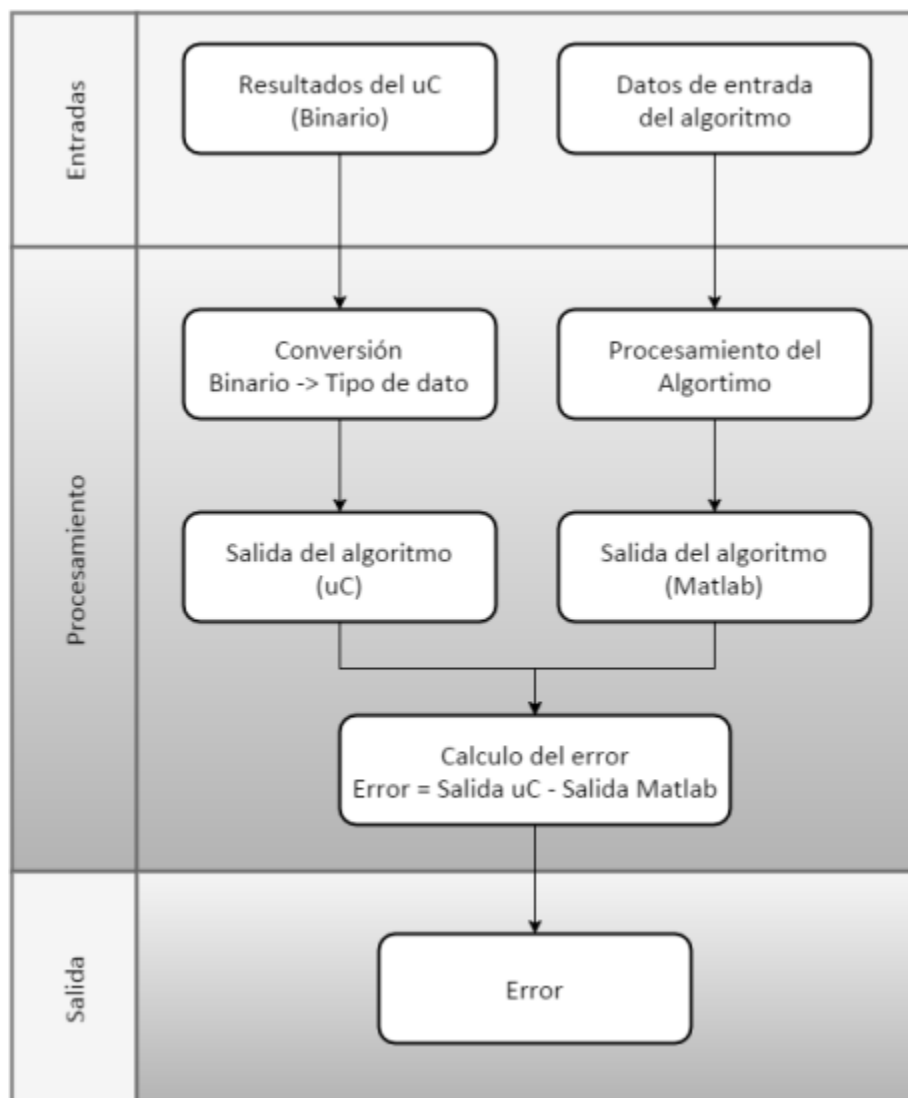 Entradas
Resultados del uC
(Binario)
Datos de entrada
del algoritmo
Procesamiento
Conversión
Binario -> Tipo de dato
Procesamiento del
Algortimo
Salida del algoritmo
(uC)
Salida del algoritmo
(Matlab)
Calculo del error
Error = Salida uC - Salida Matlab
Salida
Error